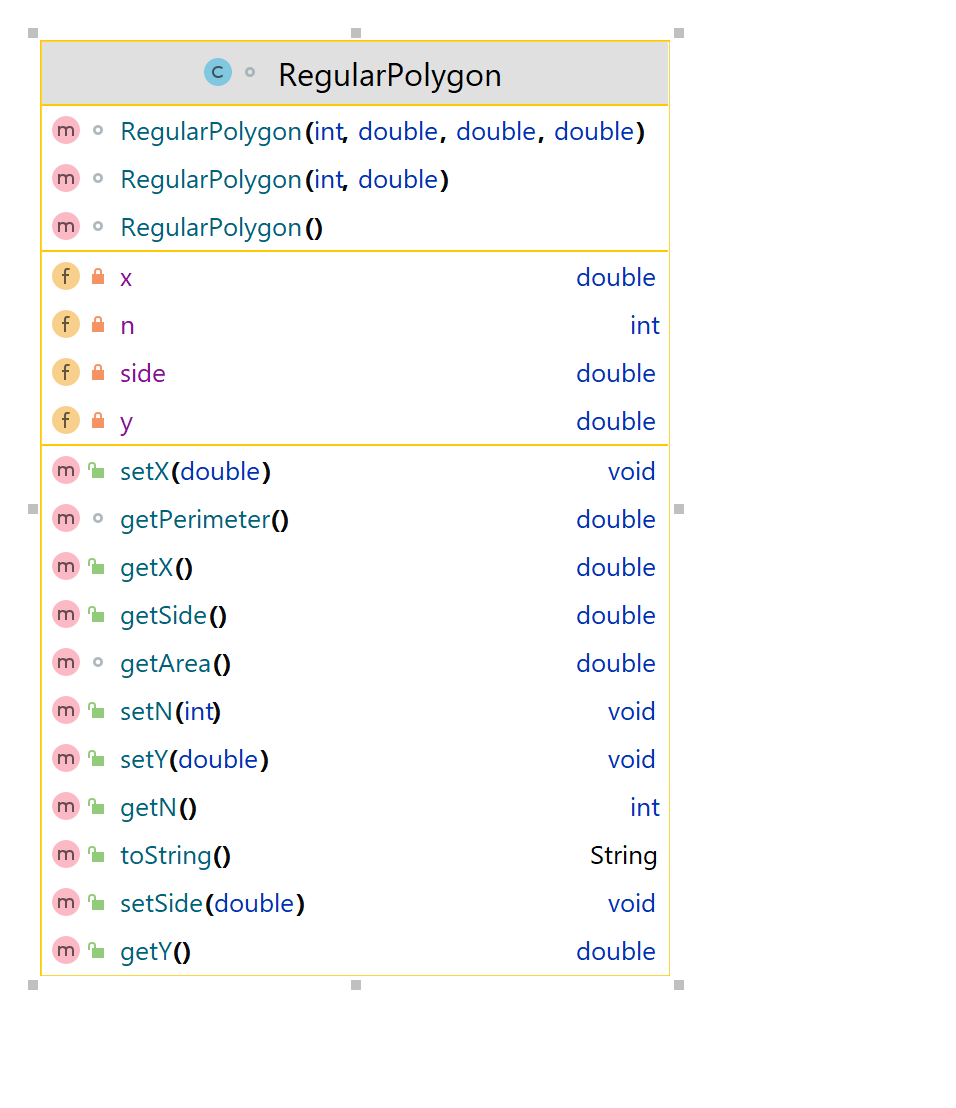 C RegularPolygon
m RegularPolygon(int, double, double, double)
m RegularPolygon(int, double)
m RegularPolygon()
f x double
f n int
f side double
f y double
m setX(double) void
m getPerimeter() double
m getX() double
m getSide() double
m getArea() double
m setN(int) void
m setY(double) void
m getN() int
m toString() String
m setSide(double) void
m getY() double